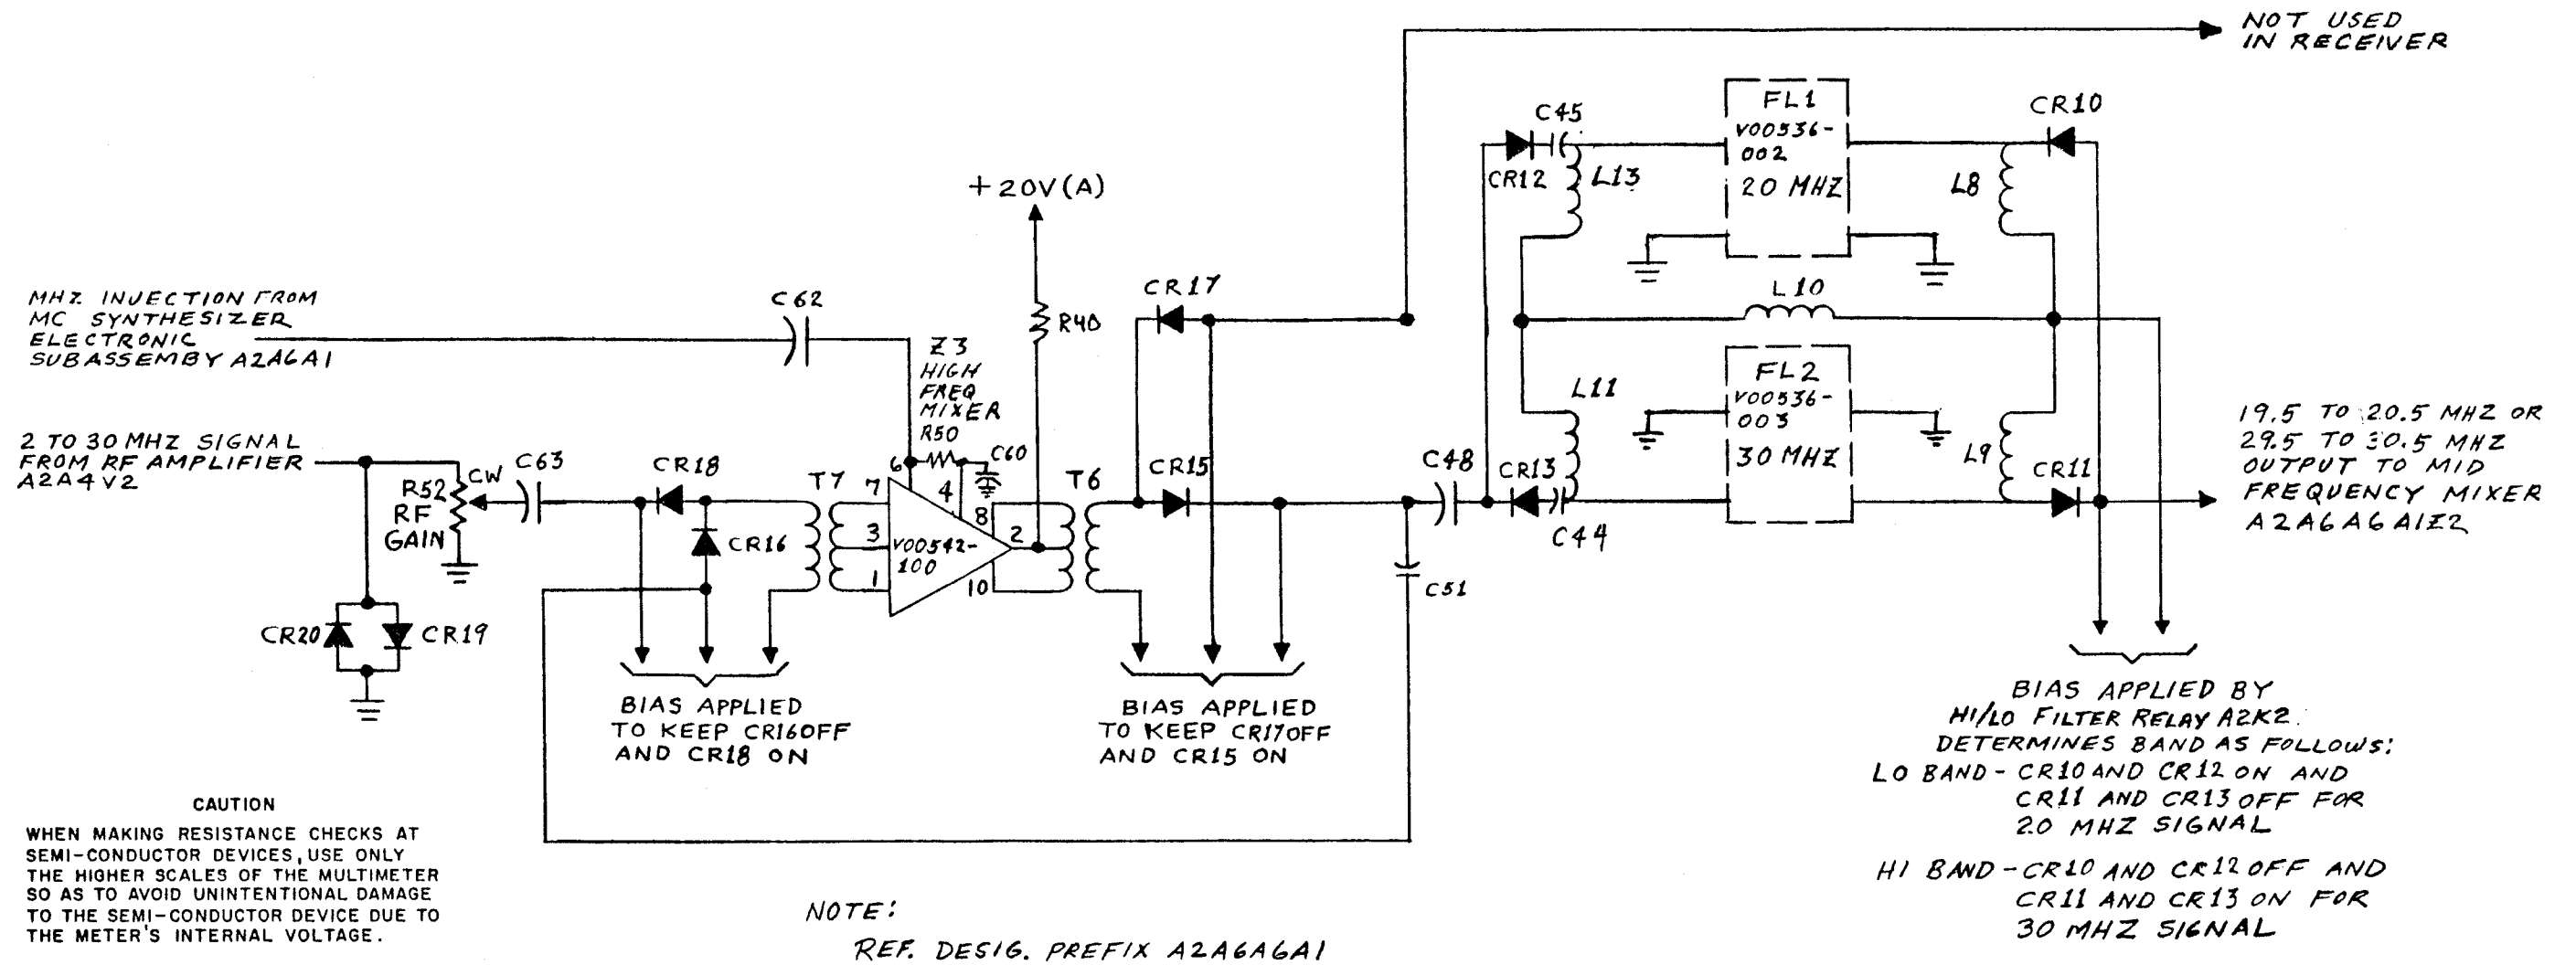 NOT USED
IN RECEIVER
C45
FL1
V00536-
002
20 MHZ
CR10
CR12
L13
L8
+20V(A)
MHZ INJECTION FROM
MC SYNTHESIZER
ELECTRONIC
SUBASSEMBY A2A6A1
C62
R40
CR17
L10
Z3
HIGH
FREQ
MIXER
R50
C60
FL2
V00536-
003
30 MHZ
L11
L9
CR11
19.5 TO 20.5 MHZ OR
29.5 TO 30.5 MHZ
OUTPUT TO MID
FREQUENCY MIXER
A2A6A6A1Z2
2 TO 30 MHZ SIGNAL
FROM RF AMPLIFIER
A2A4V2
R52
RF
GAIN
CW
C63
CR18
CR16
T7
7
3
1
6
4
8
2
10
V00542-
100
T6
CR15
C48
CR13
C44
C51
CR20
CR19
BIAS APPLIED
TO KEEP CR16OFF
AND CR18 ON
BIAS APPLIED
TO KEEP CR17OFF
AND CR15 ON
BIAS APPLIED BY
HI/LO FILTER RELAY A2K2.
DETERMINES BAND AS FOLLOWS:
LO BAND - CR10 AND CR12 ON AND
CR11 AND CR13 OFF FOR
20 MHZ SIGNAL
HI BAND - CR10 AND CR12 OFF AND
CR11 AND CR13 ON FOR
30 MHZ SIGNAL
CAUTION
WHEN MAKING RESISTANCE CHECKS AT
SEMI-CONDUCTOR DEVICES, USE ONLY
THE HIGHER SCALES OF THE MULTIMETER
SO AS TO AVOID UNINTENTIONAL DAMAGE
TO THE SEMI-CONDUCTOR DEVICE DUE TO
THE METER'S INTERNAL VOLTAGE.
NOTE:
REF. DESIG. PREFIX A2A6A6A1